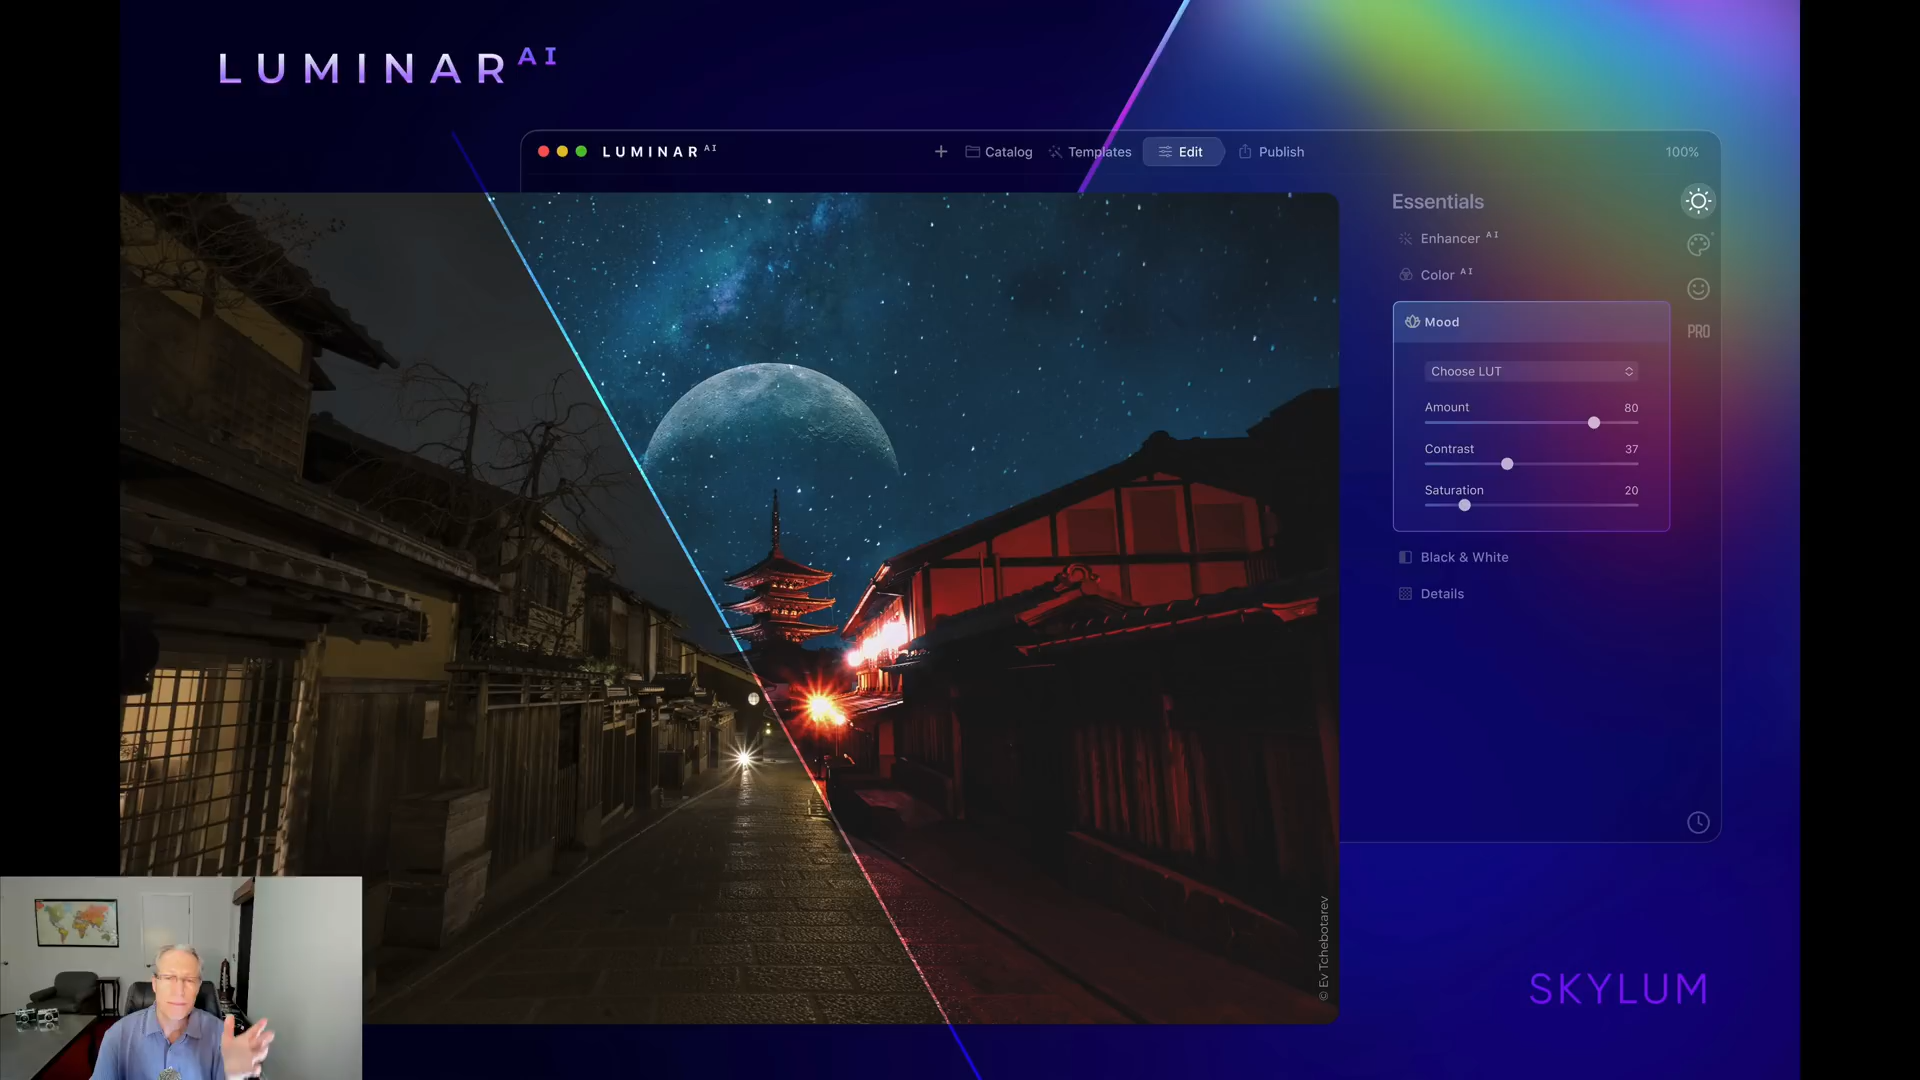 LUMINAR AI
LUMINAR AI
Catalog
Templates
Edit
Publish
100%
Essentials
Enhancer AI
Color AI
Mood
PRO
Choose LUT
Amount 80
Contrast 37
Saturation 20
Black & White
Details
© Ev Tchebotarev
SKYLUM